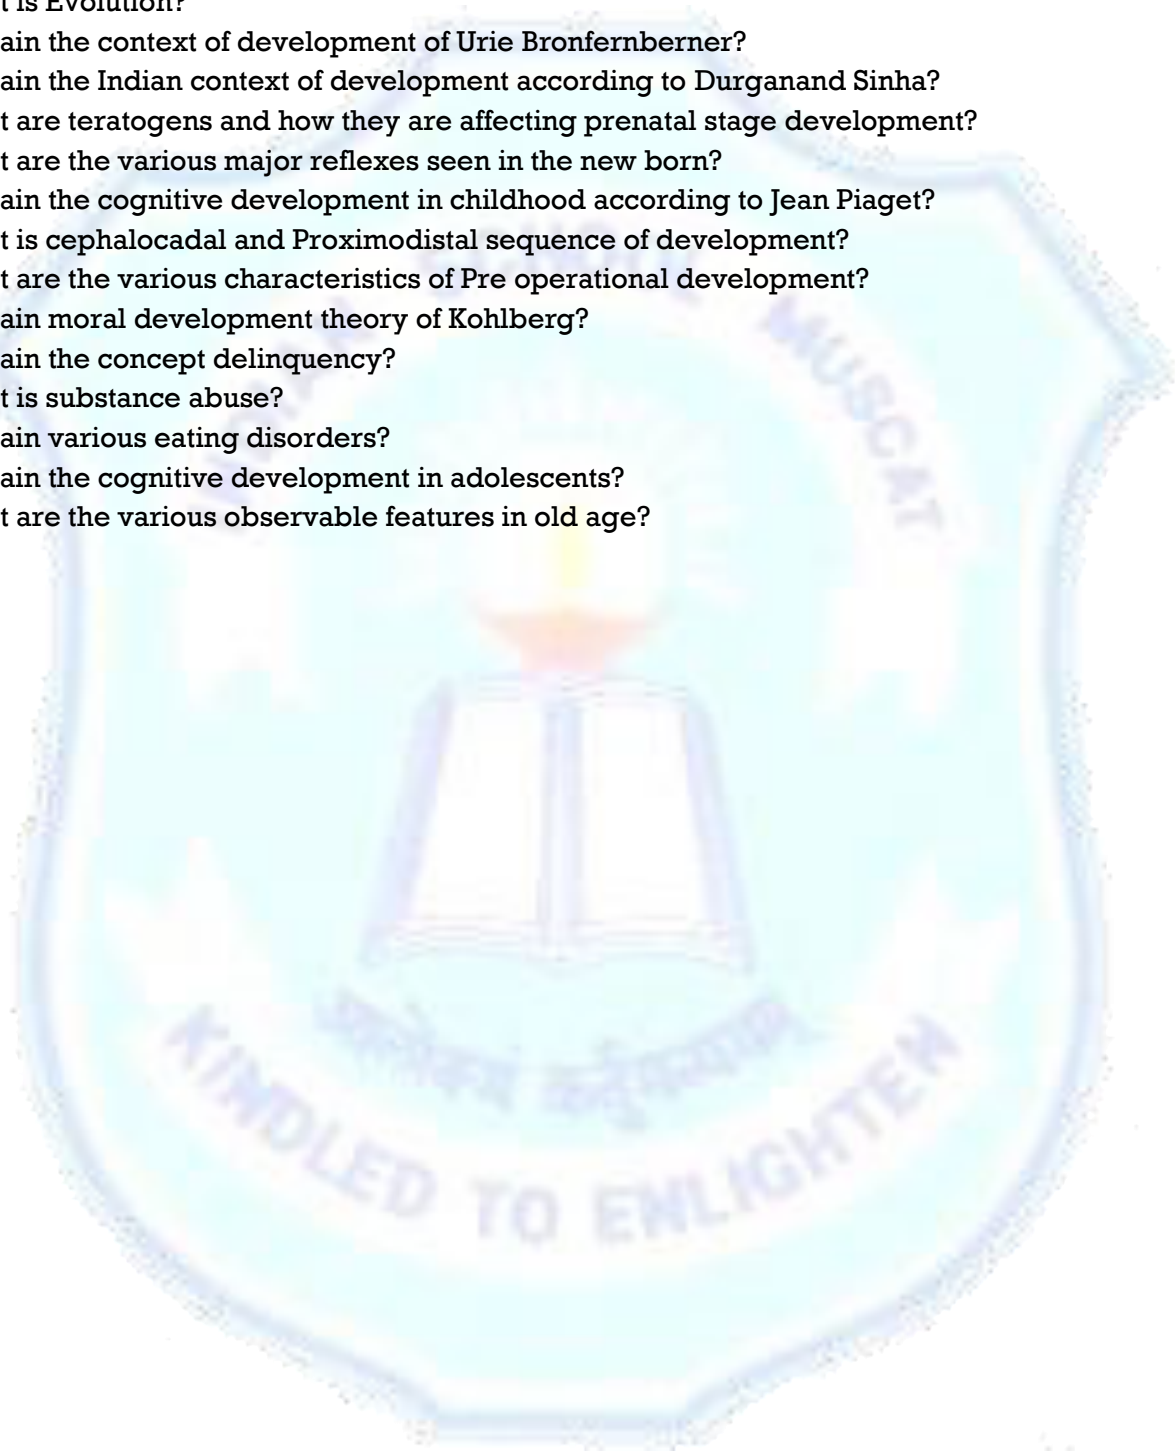 t is Evolution?
ain the context of development of Urie Bronfernberner?
ain the Indian context of development according to Durganand Sinha?
t are teratogens and how they are affecting prenatal stage development?
t are the various major reflexes seen in the new born?
ain the cognitive development in childhood according to Jean Piaget?
t is cephalocadal and Proximodistal sequence of development?
t are the various characteristics of Pre operational development?
ain moral development theory of Kohlberg?
ain the concept delinquency?
t is substance abuse?
ain various eating disorders?
ain the cognitive development in adolescents?
t are the various observable features in old age?
INDIAN SCHOOL MUSCAT
KINDLED TO ENLIGHTEN